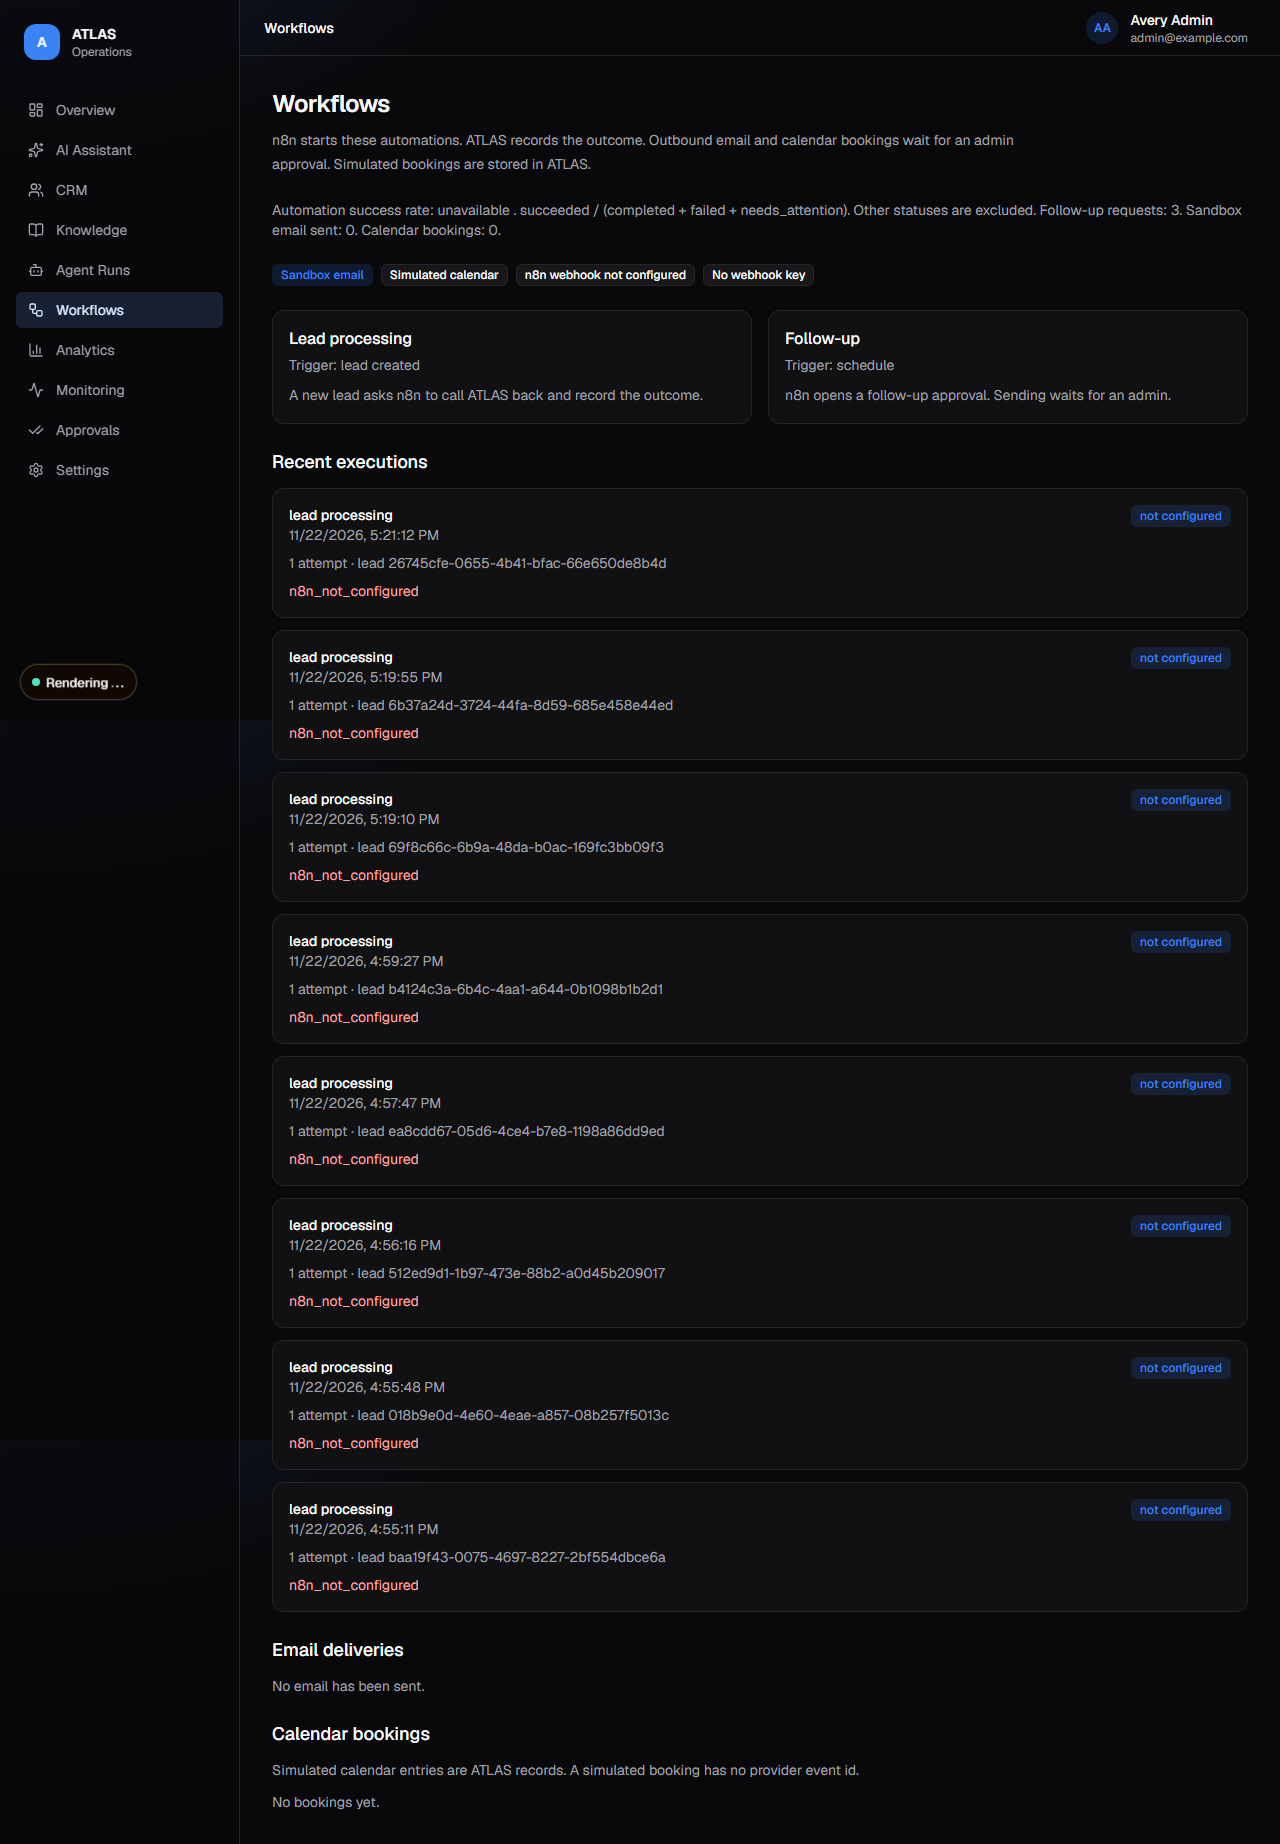 A
ATLAS
Operations
Overview
AI Assistant
CRM
Knowledge
Agent Runs
Workflows
Analytics
Monitoring
Approvals
Settings
Rendering ...
Workflows
AA
Avery Admin
admin@example.com
Workflows
n8n starts these automations. ATLAS records the outcome. Outbound email and calendar bookings wait for an admin
approval. Simulated bookings are stored in ATLAS.
Automation success rate: unavailable . succeeded / (completed + failed + needs_attention). Other statuses are excluded. Follow-up requests: 3. Sandbox
email sent: 0. Calendar bookings: 0.
Sandbox email
Simulated calendar
n8n webhook not configured
No webhook key
Lead processing
Trigger: lead created
A new lead asks n8n to call ATLAS back and record the outcome.
Follow-up
Trigger: schedule
n8n opens a follow-up approval. Sending waits for an admin.
Recent executions
lead processing
not configured
11/22/2026, 5:21:12 PM
1 attempt · lead 26745cfe-0655-4b41-bfac-66e650de8b4d
n8n_not_configured
lead processing
not configured
11/22/2026, 5:19:55 PM
1 attempt · lead 6b37a24d-3724-44fa-8d59-685e458e44ed
n8n_not_configured
lead processing
not configured
11/22/2026, 5:19:10 PM
1 attempt · lead 69f8c66c-6b9a-48da-b0ac-169fc3bb09f3
n8n_not_configured
lead processing
not configured
11/22/2026, 4:59:27 PM
1 attempt · lead b4124c3a-6b4c-4aa1-a644-0b1098b1b2d1
n8n_not_configured
lead processing
not configured
11/22/2026, 4:57:47 PM
1 attempt · lead ea8cdd67-05d6-4ce4-b7e8-1198a86dd9ed
n8n_not_configured
lead processing
not configured
11/22/2026, 4:56:16 PM
1 attempt · lead 512ed9d1-1b97-473e-88b2-a0d45b209017
n8n_not_configured
lead processing
not configured
11/22/2026, 4:55:48 PM
1 attempt · lead 018b9e0d-4e60-4eae-a857-08b257f5013c
n8n_not_configured
lead processing
not configured
11/22/2026, 4:55:11 PM
1 attempt · lead baa19f43-0075-4697-8227-2bf554dbce6a
n8n_not_configured
Email deliveries
No email has been sent.
Calendar bookings
Simulated calendar entries are ATLAS records. A simulated booking has no provider event id.
No bookings yet.